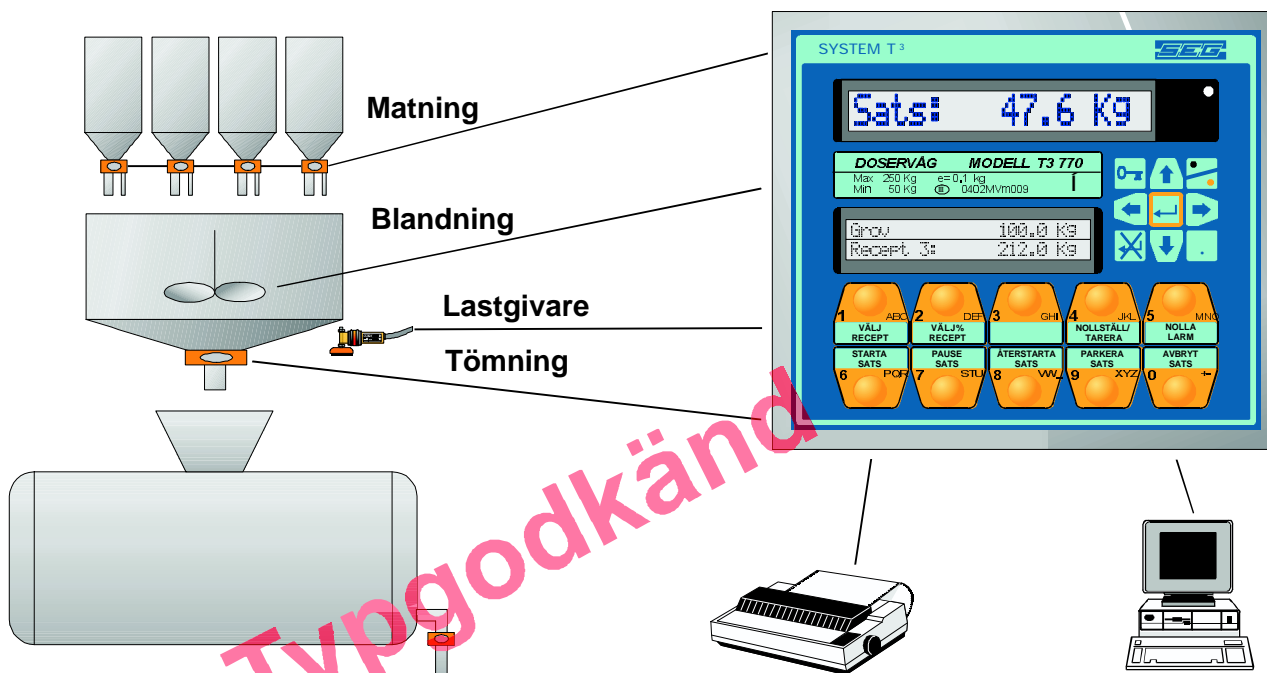 Matning
Blandning
Lastgivare
Tömning
SYSTEM T³
SEG
Sats: 47.6 Kg
DOSERVÅG MODELL T3 770
Max 250 Kg e=0,1 kg
Min 50 Kg 0402MVm009
Grov 100.0 Kg
Recept 3: 212.0 Kg
1 ABC 2 DEF 3 GHI 4 JKL 5 MNO
VÄLJ RECEPT
VÄLJ% RECEPT
NOLLSTÄLL/ TARERA
NOLLA LARM
STARTA SATS
PAUSE SATS
ÅTERSTARTA SATS
PARKERA SATS
AVBRYT SATS
6 PQR 7 STU 8 VW_ 9 XYZ 0 +-
Typgodkänd